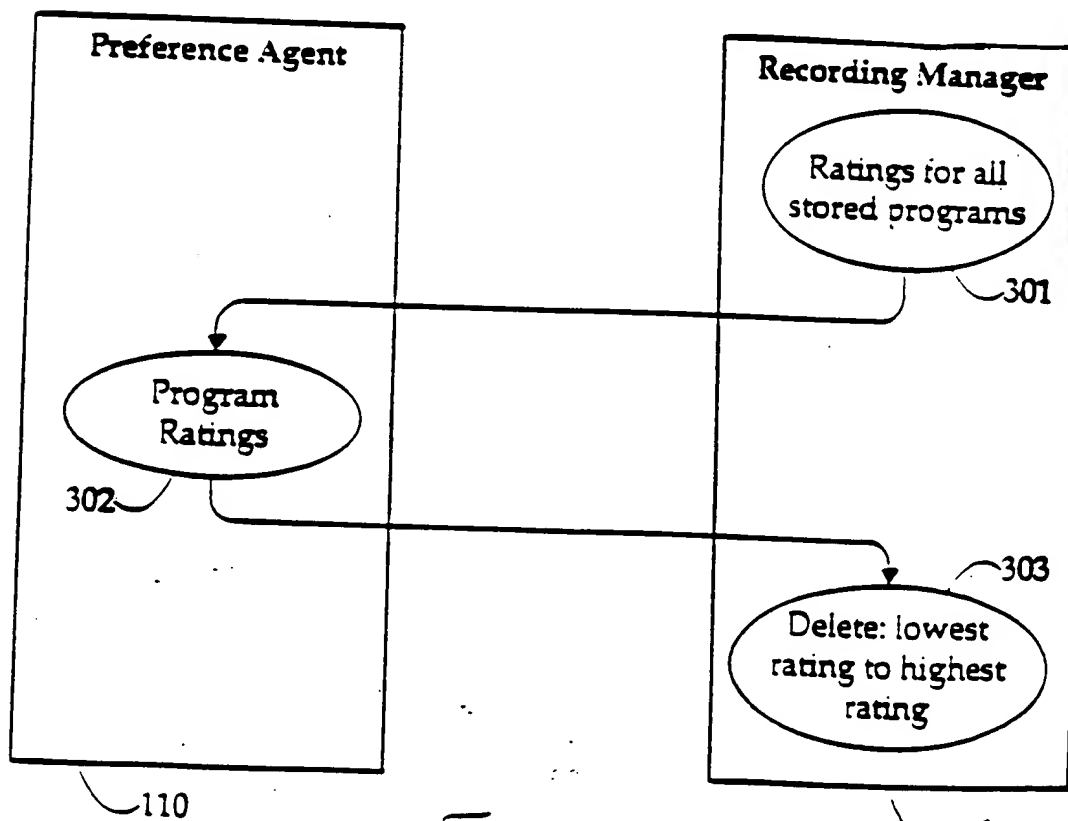 Preference Agent
Recording Manager
Ratings for all
stored programs
301
Program
Ratings
302
303
Delete: lowest
rating to highest
rating
110